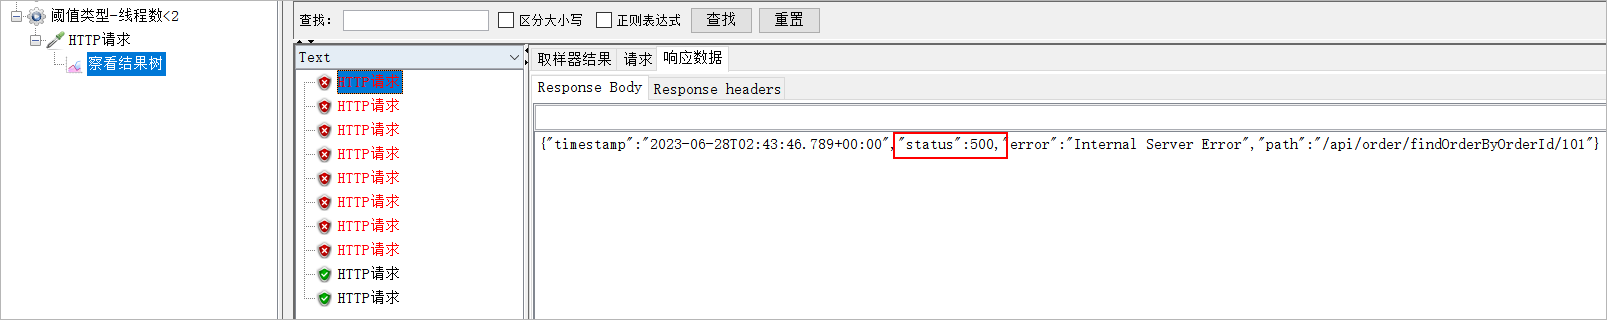 阈值类型-线程数<2
HTTP请求
察看结果树
查找: 区分大小写 正则表达式 查找 重置
Text
HTTP请求
HTTP请求
HTTP请求
HTTP请求
HTTP请求
HTTP请求
HTTP请求
HTTP请求
HTTP请求
HTTP请求
取样器结果 请求 响应数据
Response Body Response headers
{"timestamp":"2023-06-28T02:43:46.789+00:00","status":500,"error":"Internal Server Error","path":"/api/order/findOrderByOrderId/101"}